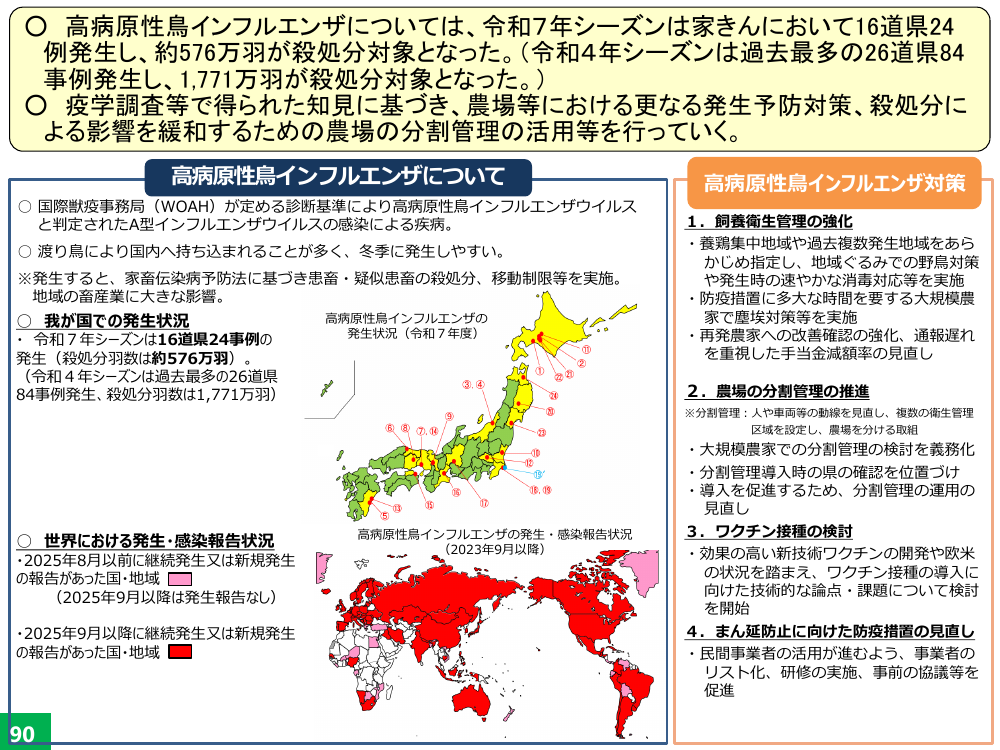 ○　高病原性鳥インフルエンザについては、令和７年シーズンは家きんにおいて16道県24
例発生し、約576万羽が殺処分対象となった。（令和４年シーズンは過去最多の26道県84
事例発生し、1,771万羽が殺処分対象となった。）
○　疫学調査等で得られた知見に基づき、農場等における更なる発生予防対策、殺処分に
よる影響を緩和するための農場の分割管理の活用等を行っていく。
高病原性鳥インフルエンザについて
○ 国際獣疫事務局（WOAH）が定める診断基準により高病原性鳥インフルエンザウイルス
と判定されたA型インフルエンザウイルスの感染による疾病。
○ 渡り鳥により国内へ持ち込まれることが多く、冬季に発生しやすい。
※発生すると、家畜伝染病予防法に基づき患畜・疑似患畜の殺処分、移動制限等を実施。
地域の畜産業に大きな影響。
○　我が国での発生状況
・ 令和７年シーズンは16道県24事例の
発生（殺処分羽数は約576万羽）。
（令和４年シーズンは過去最多の26道県
84事例発生、殺処分羽数は1,771万羽）
高病原性鳥インフルエンザの
発生状況（令和７年度）
⑪
②
① ㉒ ㉑
③、④
㉔
⑳
⑨
⑥ ⑧ ⑦、⑭
㉓
⑩
⑫
⑲
⑱、⑲
⑯
⑰
⑮
⑬
⑤
○　世界における発生・感染報告状況
・2025年8月以前に継続発生又は新規発生
の報告があった国・地域
（2025年9月以降は発生報告なし）
・2025年9月以降に継続発生又は新規発生
の報告があった国・地域
高病原性鳥インフルエンザの発生・感染報告状況
（2023年9月以降）
高病原性鳥インフルエンザ対策
１．飼養衛生管理の強化
・養鶏集中地域や過去複数発生地域をあら
かじめ指定し、地域ぐるみでの野鳥対策
や発生時の速やかな消毒対応等を実施
・防疫措置に多大な時間を要する大規模農
家で塵埃対策等を実施
・再発農家への改善確認の強化、通報遅れ
を重視した手当金減額率の見直し
２．農場の分割管理の推進
※分割管理：人や車両等の動線を見直し、複数の衛生管理
区域を設定し、農場を分ける取組
・大規模農家での分割管理の検討を義務化
・分割管理導入時の県の確認を位置づけ
・導入を促進するため、分割管理の運用の
見直し
３．ワクチン接種の検討
・効果の高い新技術ワクチンの開発や欧米
の状況を踏まえ、ワクチン接種の導入に
向けた技術的な論点・課題について検討
を開始
４．まん延防止に向けた防疫措置の見直し
・民間事業者の活用が進むよう、事業者の
リスト化、研修の実施、事前の協議等を
促進
90